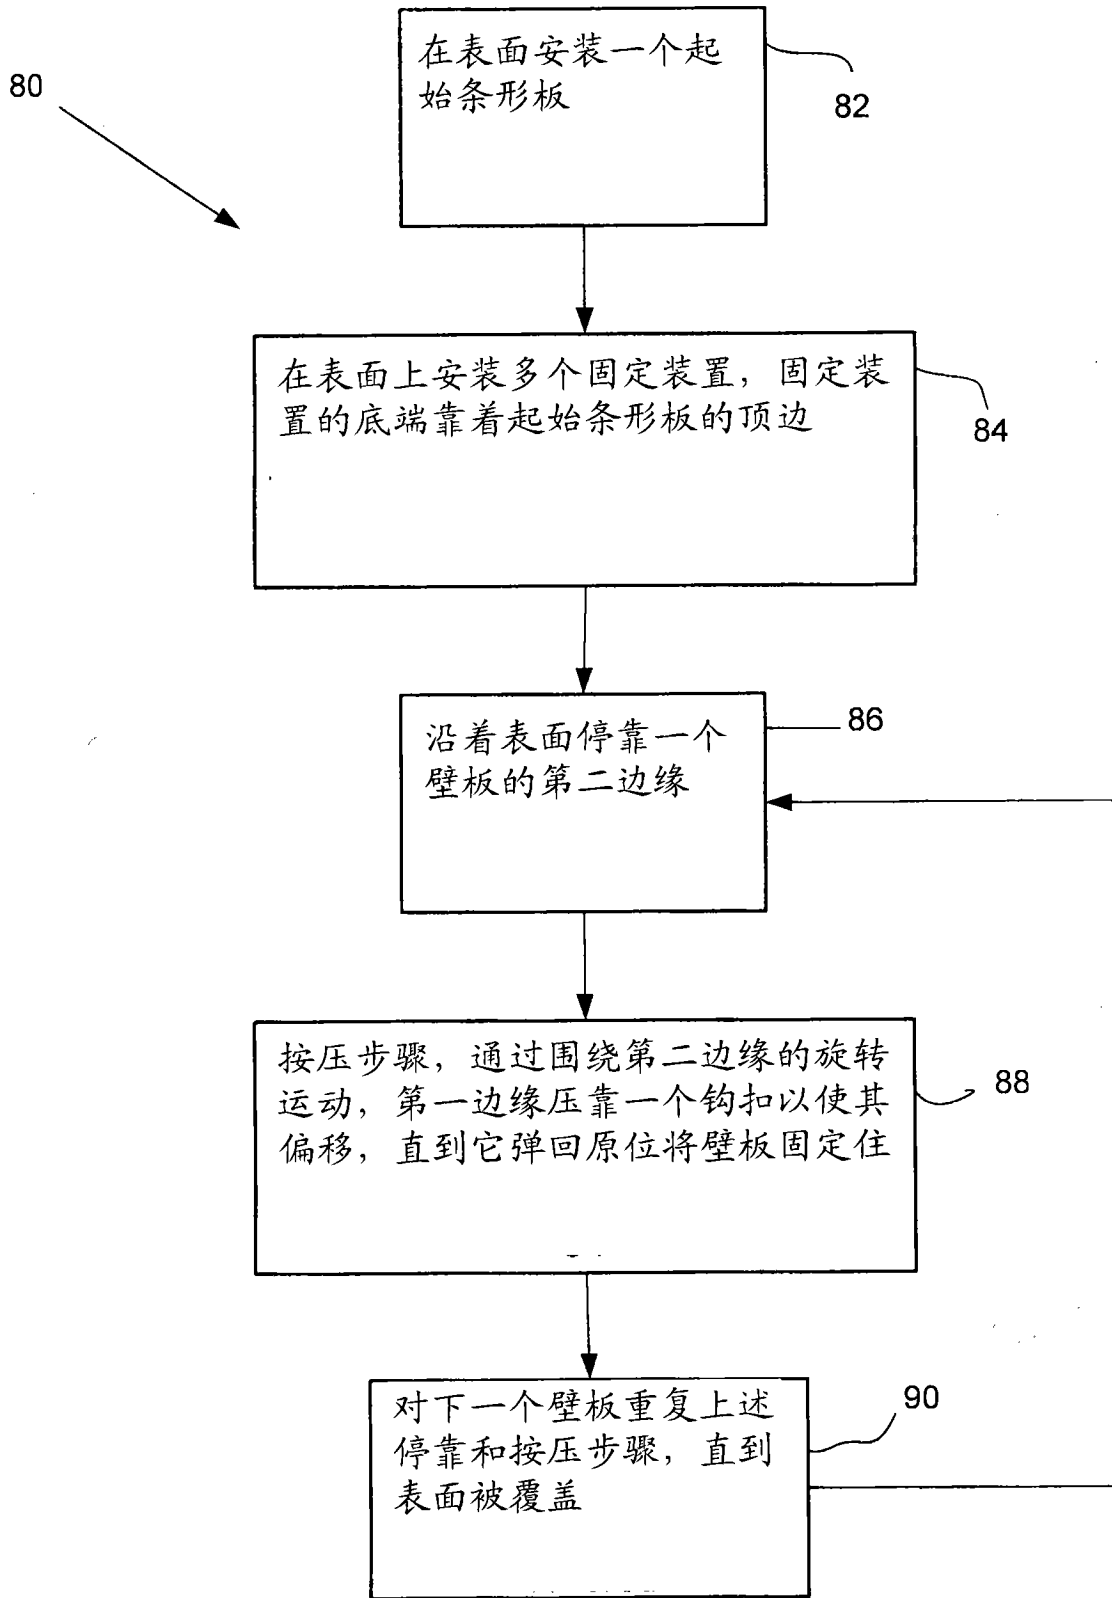 80
在表面安装一个起
始条形板
82
在表面上安装多个固定装置，固定装
置的底端靠着起始条形板的顶边
84
沿着表面停靠一个
壁板的第二边缘
86
按压步骤，通过围绕第二边缘的旋转
运动，第一边缘压靠一个钩扣以使其
偏移，直到它弹回原位将壁板固定住
88
对下一个壁板重复上述
停靠和按压步骤，直到
表面被覆盖
90